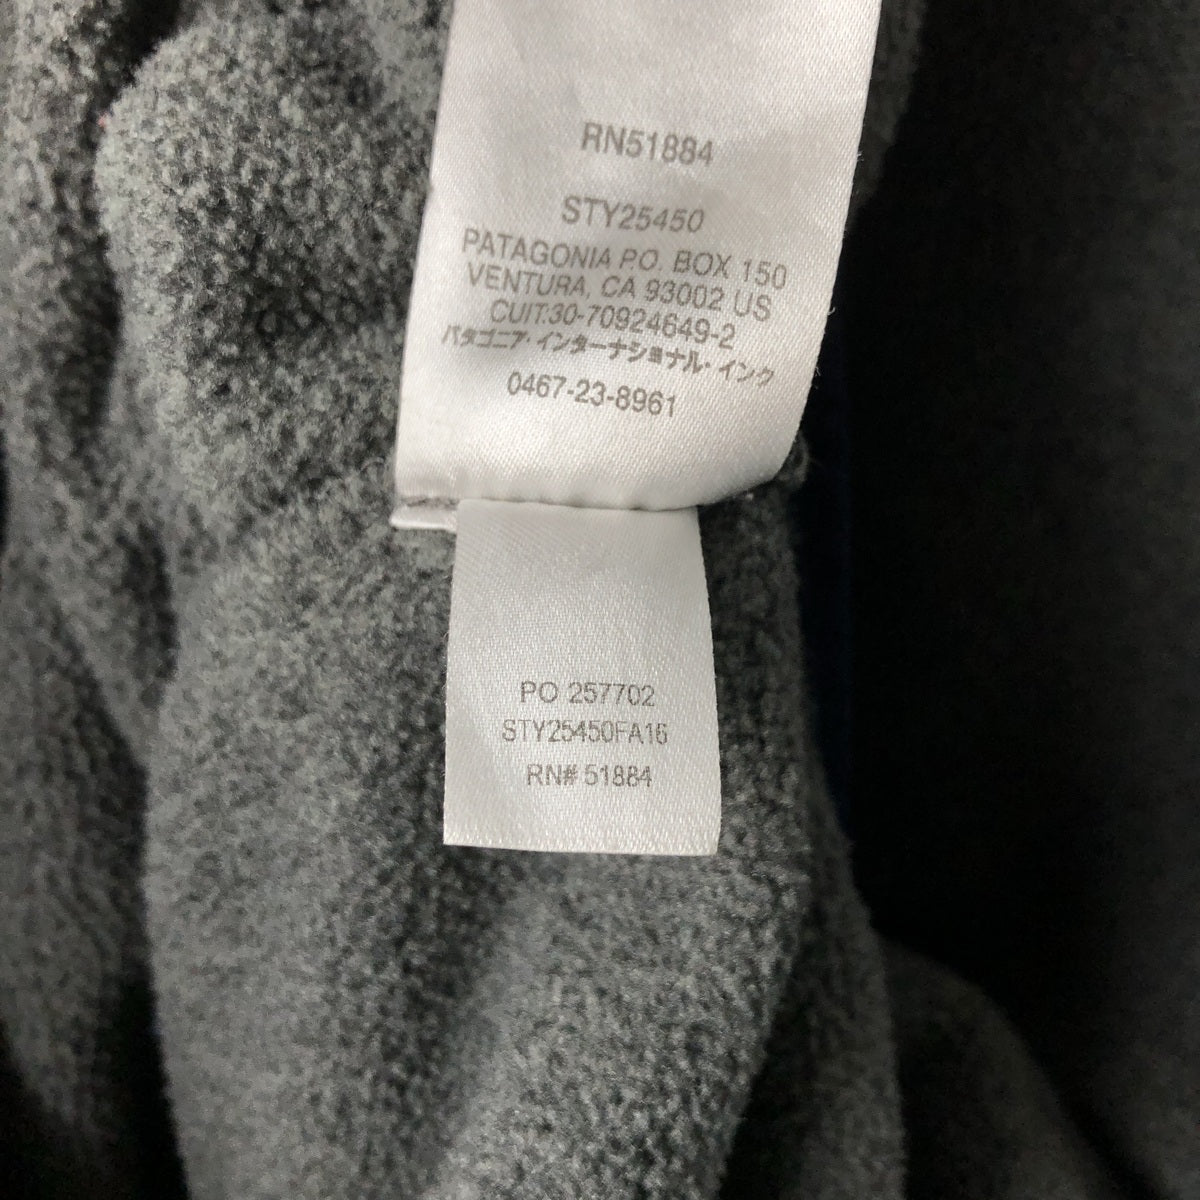 RN51884
STY25450
PATAGONIA P.O. BOX 150
VENTURA, CA 93002 US
CUIT:30-70924649-2
パタゴニア・インターナショナル・インク
0467-23-8961
PO 257702
STY25450FA16
RN# 51884